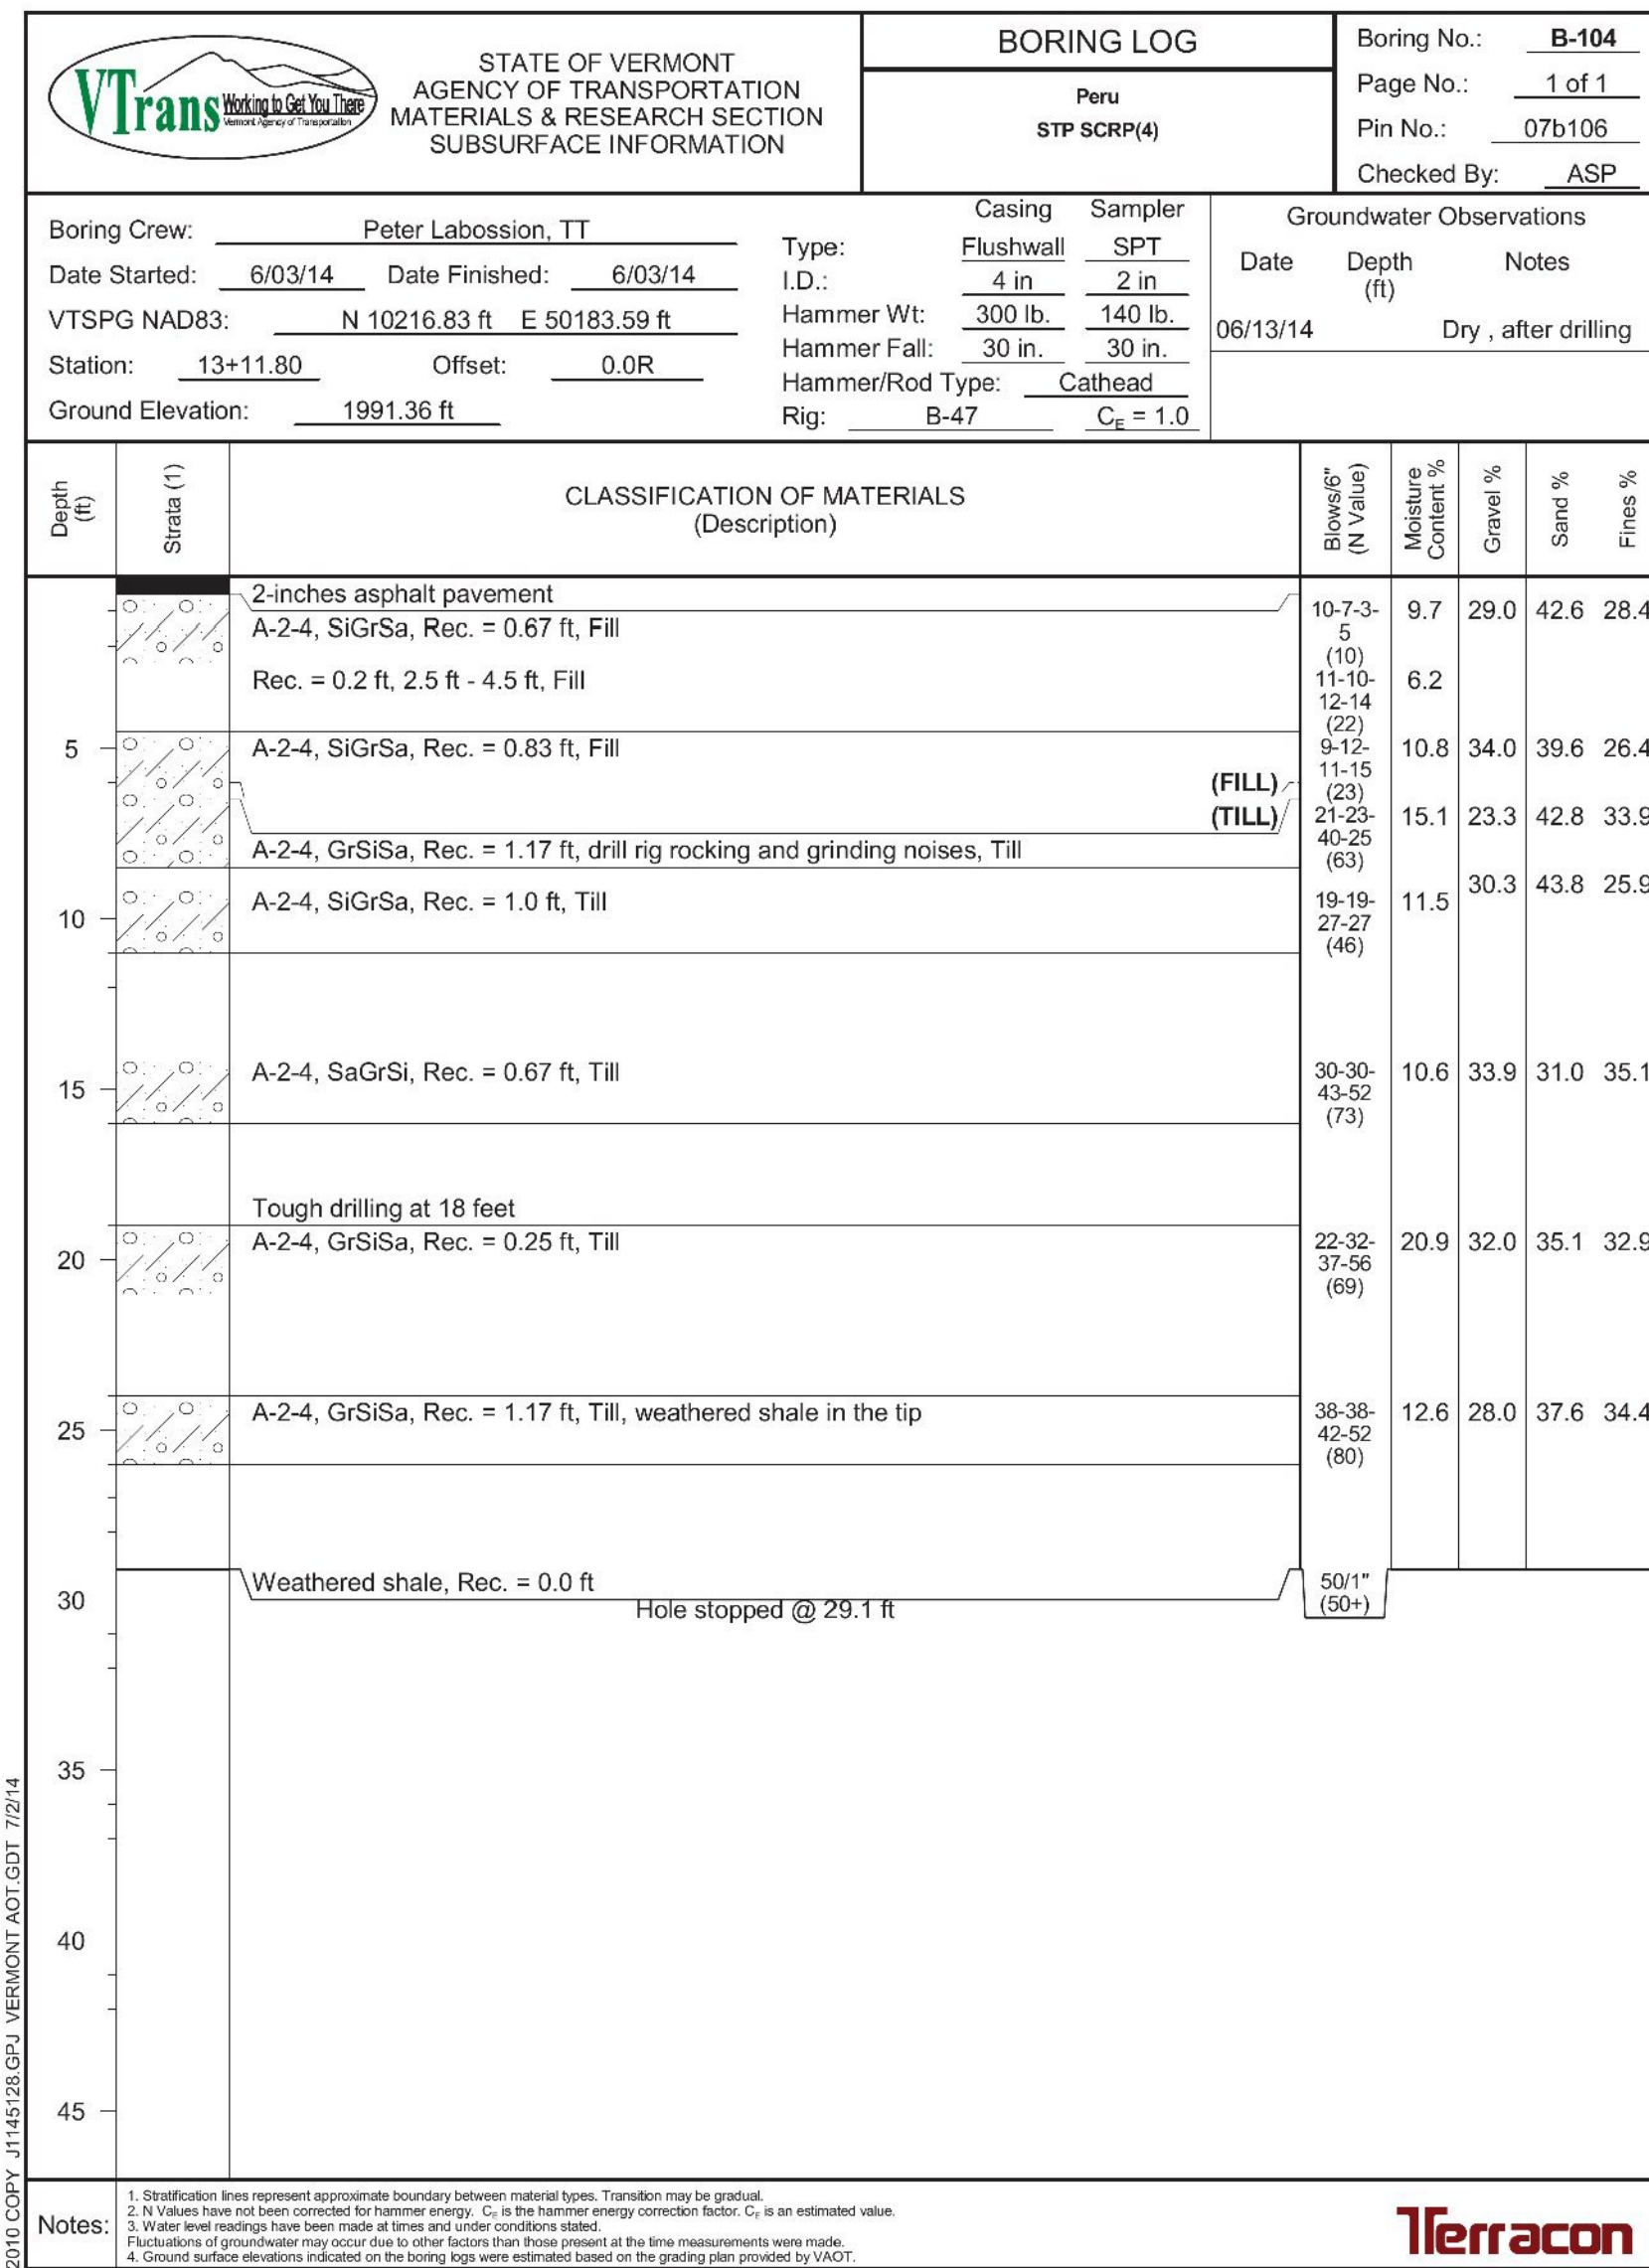 VTrans Working to Get You There
Vermont Agency of Transportation
STATE OF VERMONT
AGENCY OF TRANSPORTATION
MATERIALS & RESEARCH SECTION
SUBSURFACE INFORMATION
BORING LOG
Peru
STP SCRP(4)
Boring No.: B-104
Page No.: 1 of 1
Pin No.: 07b106
Checked By: ASP
Boring Crew: Peter Labossion, TT
Date Started: 6/03/14 Date Finished: 6/03/14
VTSPG NAD83: N 10216.83 ft E 50183.59 ft
Station: 13+11.80 Offset: 0.0R
Ground Elevation: 1991.36 ft
Casing Sampler
Type: Flushwall SPT
I.D.: 4 in 2 in
Hammer Wt: 300 lb. 140 lb.
Hammer Fall: 30 in. 30 in.
Hammer/Rod Type: Cathead
Rig: B-47 CE = 1.0
Groundwater Observations
Date Depth (ft) Notes
06/13/14 Dry , after drilling
Depth (ft)
Strata (1)
CLASSIFICATION OF MATERIALS
(Description)
Blows/6" (N Value)
Moisture Content %
Gravel %
Sand %
Fines %
2-inches asphalt pavement
A-2-4, SiGrSa, Rec. = 0.67 ft, Fill
10-7-3-
5
(10)
9.7 29.0 42.6 28.4
Rec. = 0.2 ft, 2.5 ft - 4.5 ft, Fill
11-10-
12-14
(22)
6.2
5
A-2-4, SiGrSa, Rec. = 0.83 ft, Fill
9-12-
11-15
(23)
10.8 34.0 39.6 26.4
(FILL)
(TILL)
A-2-4, GrSiSa, Rec. = 1.17 ft, drill rig rocking and grinding noises, Till
21-23-
40-25
(63)
15.1 23.3 42.8 33.9
10
A-2-4, SiGrSa, Rec. = 1.0 ft, Till
19-19-
27-27
(46)
11.5 30.3 43.8 25.9
15
A-2-4, SaGrSi, Rec. = 0.67 ft, Till
30-30-
43-52
(73)
10.6 33.9 31.0 35.1
Tough drilling at 18 feet
20
A-2-4, GrSiSa, Rec. = 0.25 ft, Till
22-32-
37-56
(69)
20.9 32.0 35.1 32.9
25
A-2-4, GrSiSa, Rec. = 1.17 ft, Till, weathered shale in the tip
38-38-
42-52
(80)
12.6 28.0 37.6 34.4
Weathered shale, Rec. = 0.0 ft
50/1"
(50+)
30
Hole stopped @ 29.1 ft
35
40
45
2010 COPY J1145128.GPJ VERMONT AOT.GDT 7/2/14
Notes:
1. Stratification lines represent approximate boundary between material types. Transition may be gradual.
2. N Values have not been corrected for hammer energy. CE is the hammer energy correction factor. CE is an estimated value.
3. Water level readings have been made at times and under conditions stated.
Fluctuations of groundwater may occur due to other factors than those present at the time measurements were made.
4. Ground surface elevations indicated on the boring logs were estimated based on the grading plan provided by VAOT.
Terracon